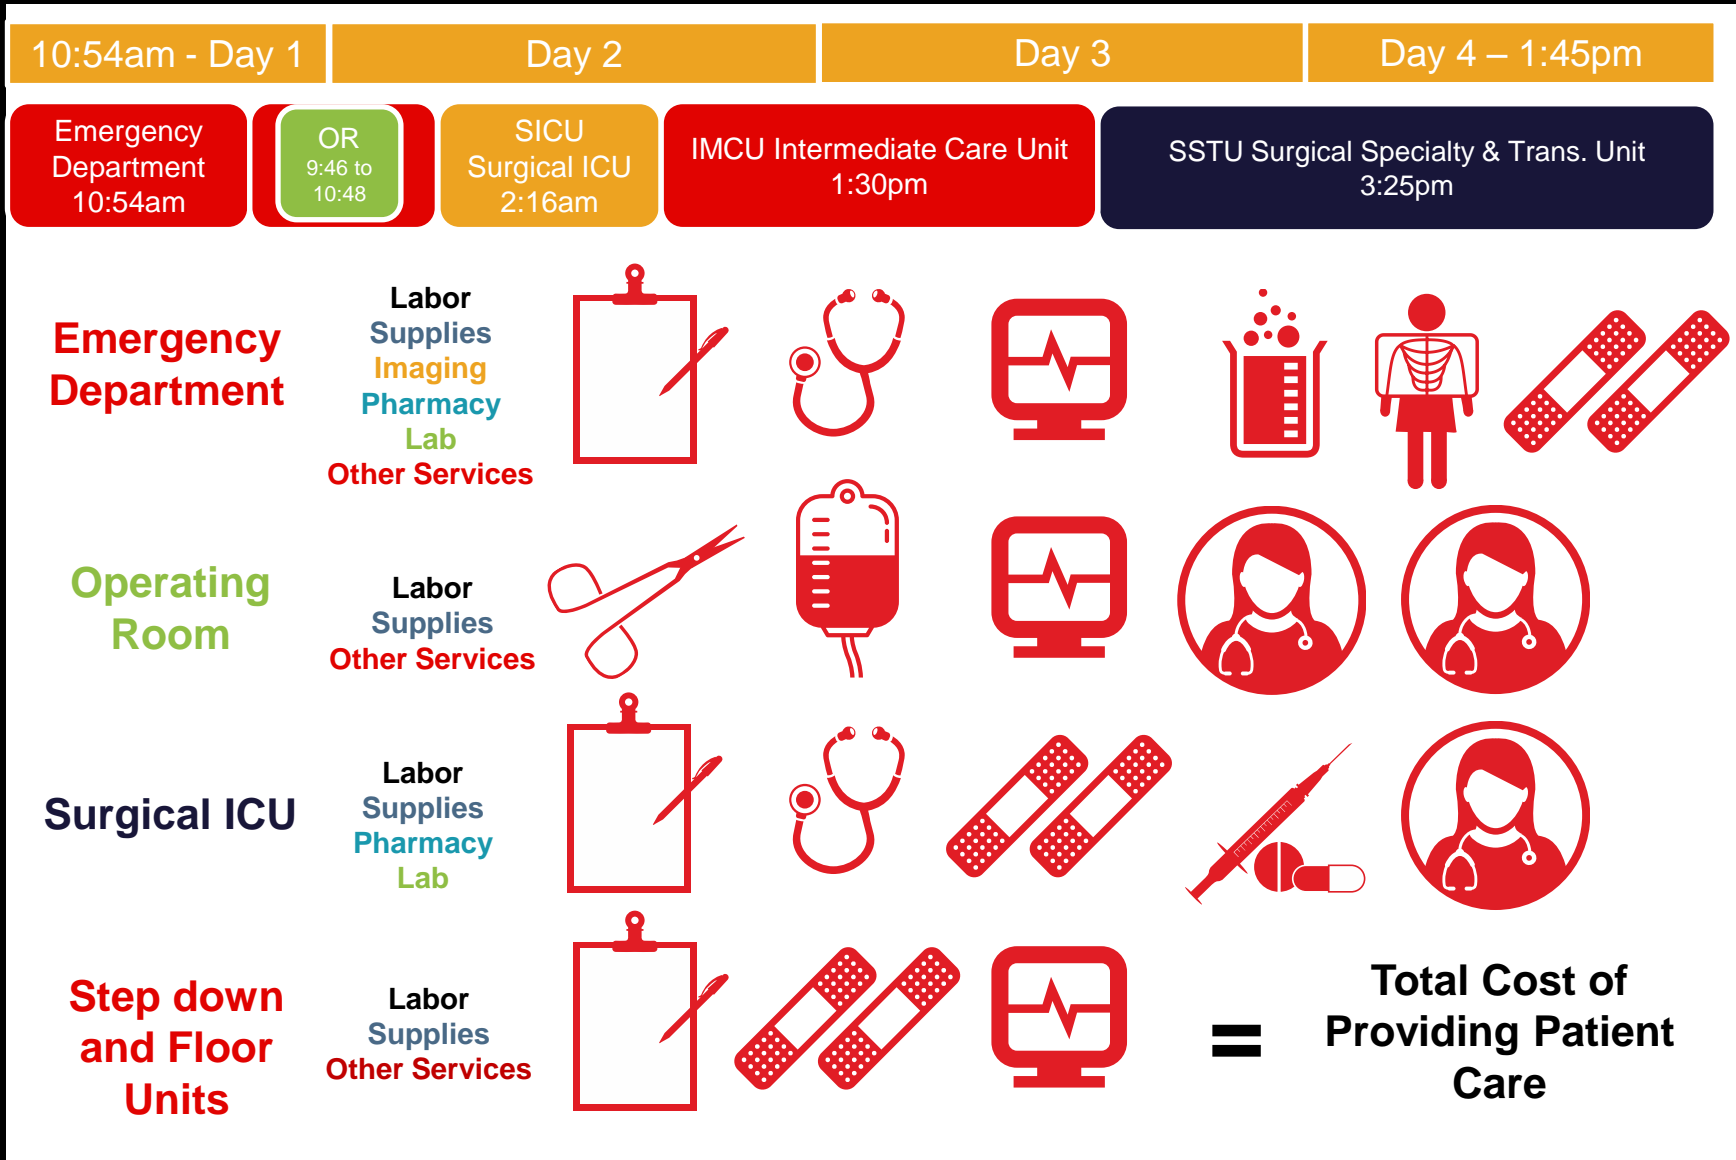 10:54am - Day 1
Day 2
Day 3
Day 4 – 1:45pm
Emergency
Department
10:54am
OR
9:46 to
10:48
SICU
Surgical ICU
2:16am
IMCU Intermediate Care Unit
1:30pm
SSTU Surgical Specialty & Trans. Unit
3:25pm
Emergency
Department
Labor
Supplies
Imaging
Pharmacy
Lab
Other Services
Operating
Room
Labor
Supplies
Other Services
Surgical ICU
Labor
Supplies
Pharmacy
Lab
Step down
and Floor
Units
Labor
Supplies
Other Services
=
Total Cost of
Providing Patient
Care